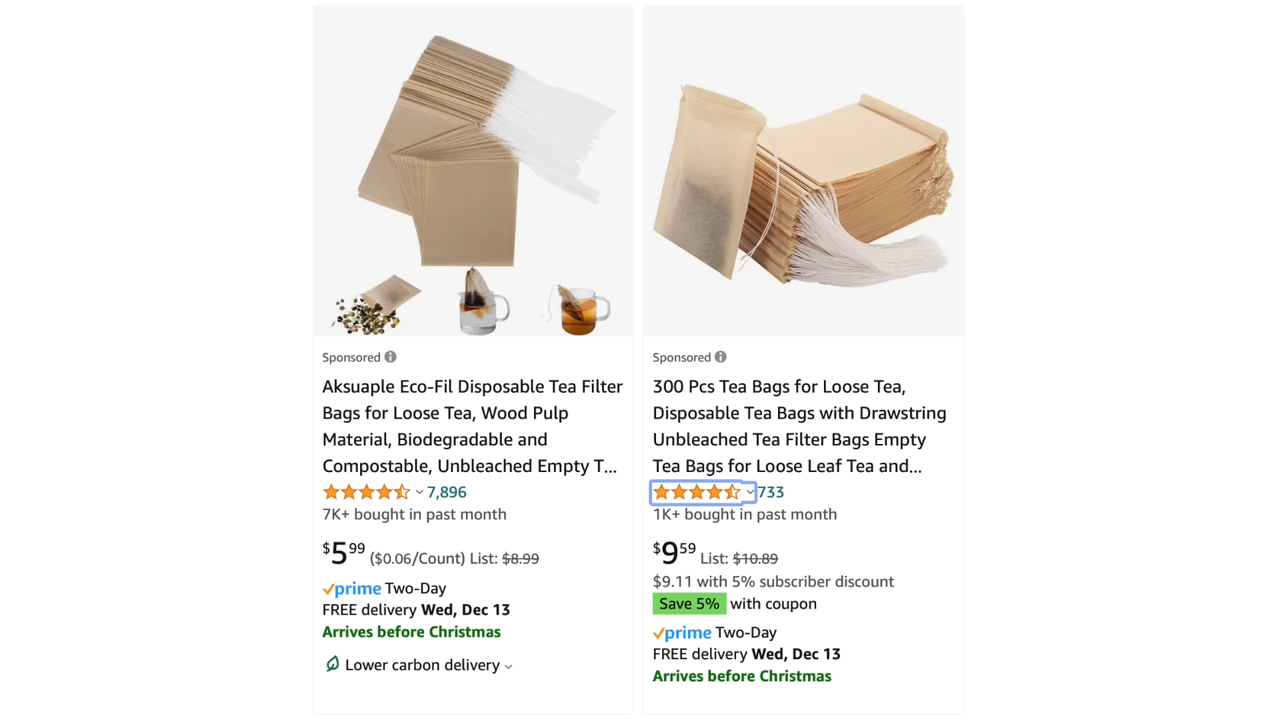 Sponsored
Aksuaple Eco-Fil Disposable Tea Filter
Bags for Loose Tea, Wood Pulp
Material, Biodegradable and
Compostable, Unbleached Empty T...
7,896
7K+ bought in past month
$5.99 ($0.06/Count) List: $8.99
prime Two-Day
FREE delivery Wed, Dec 13
Arrives before Christmas
Lower carbon delivery
Sponsored
300 Pcs Tea Bags for Loose Tea,
Disposable Tea Bags with Drawstring
Unbleached Tea Filter Bags Empty
Tea Bags for Loose Leaf Tea and...
733
1K+ bought in past month
$9.59 List: $10.89
$9.11 with 5% subscriber discount
Save 5% with coupon
prime Two-Day
FREE delivery Wed, Dec 13
Arrives before Christmas